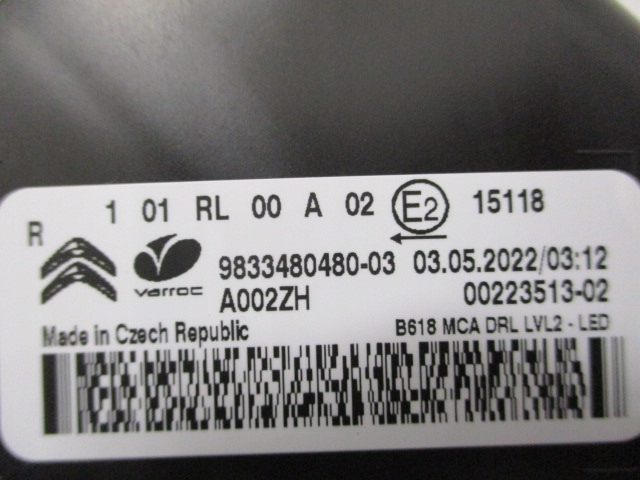 R 1 01 RL 00 A 02 E2 15118
varroc 9833480480-03 03.05.2022/03:12
A002ZH 00223513-02
Made in Czech Republic B618 MCA DRL LVL2 - LED